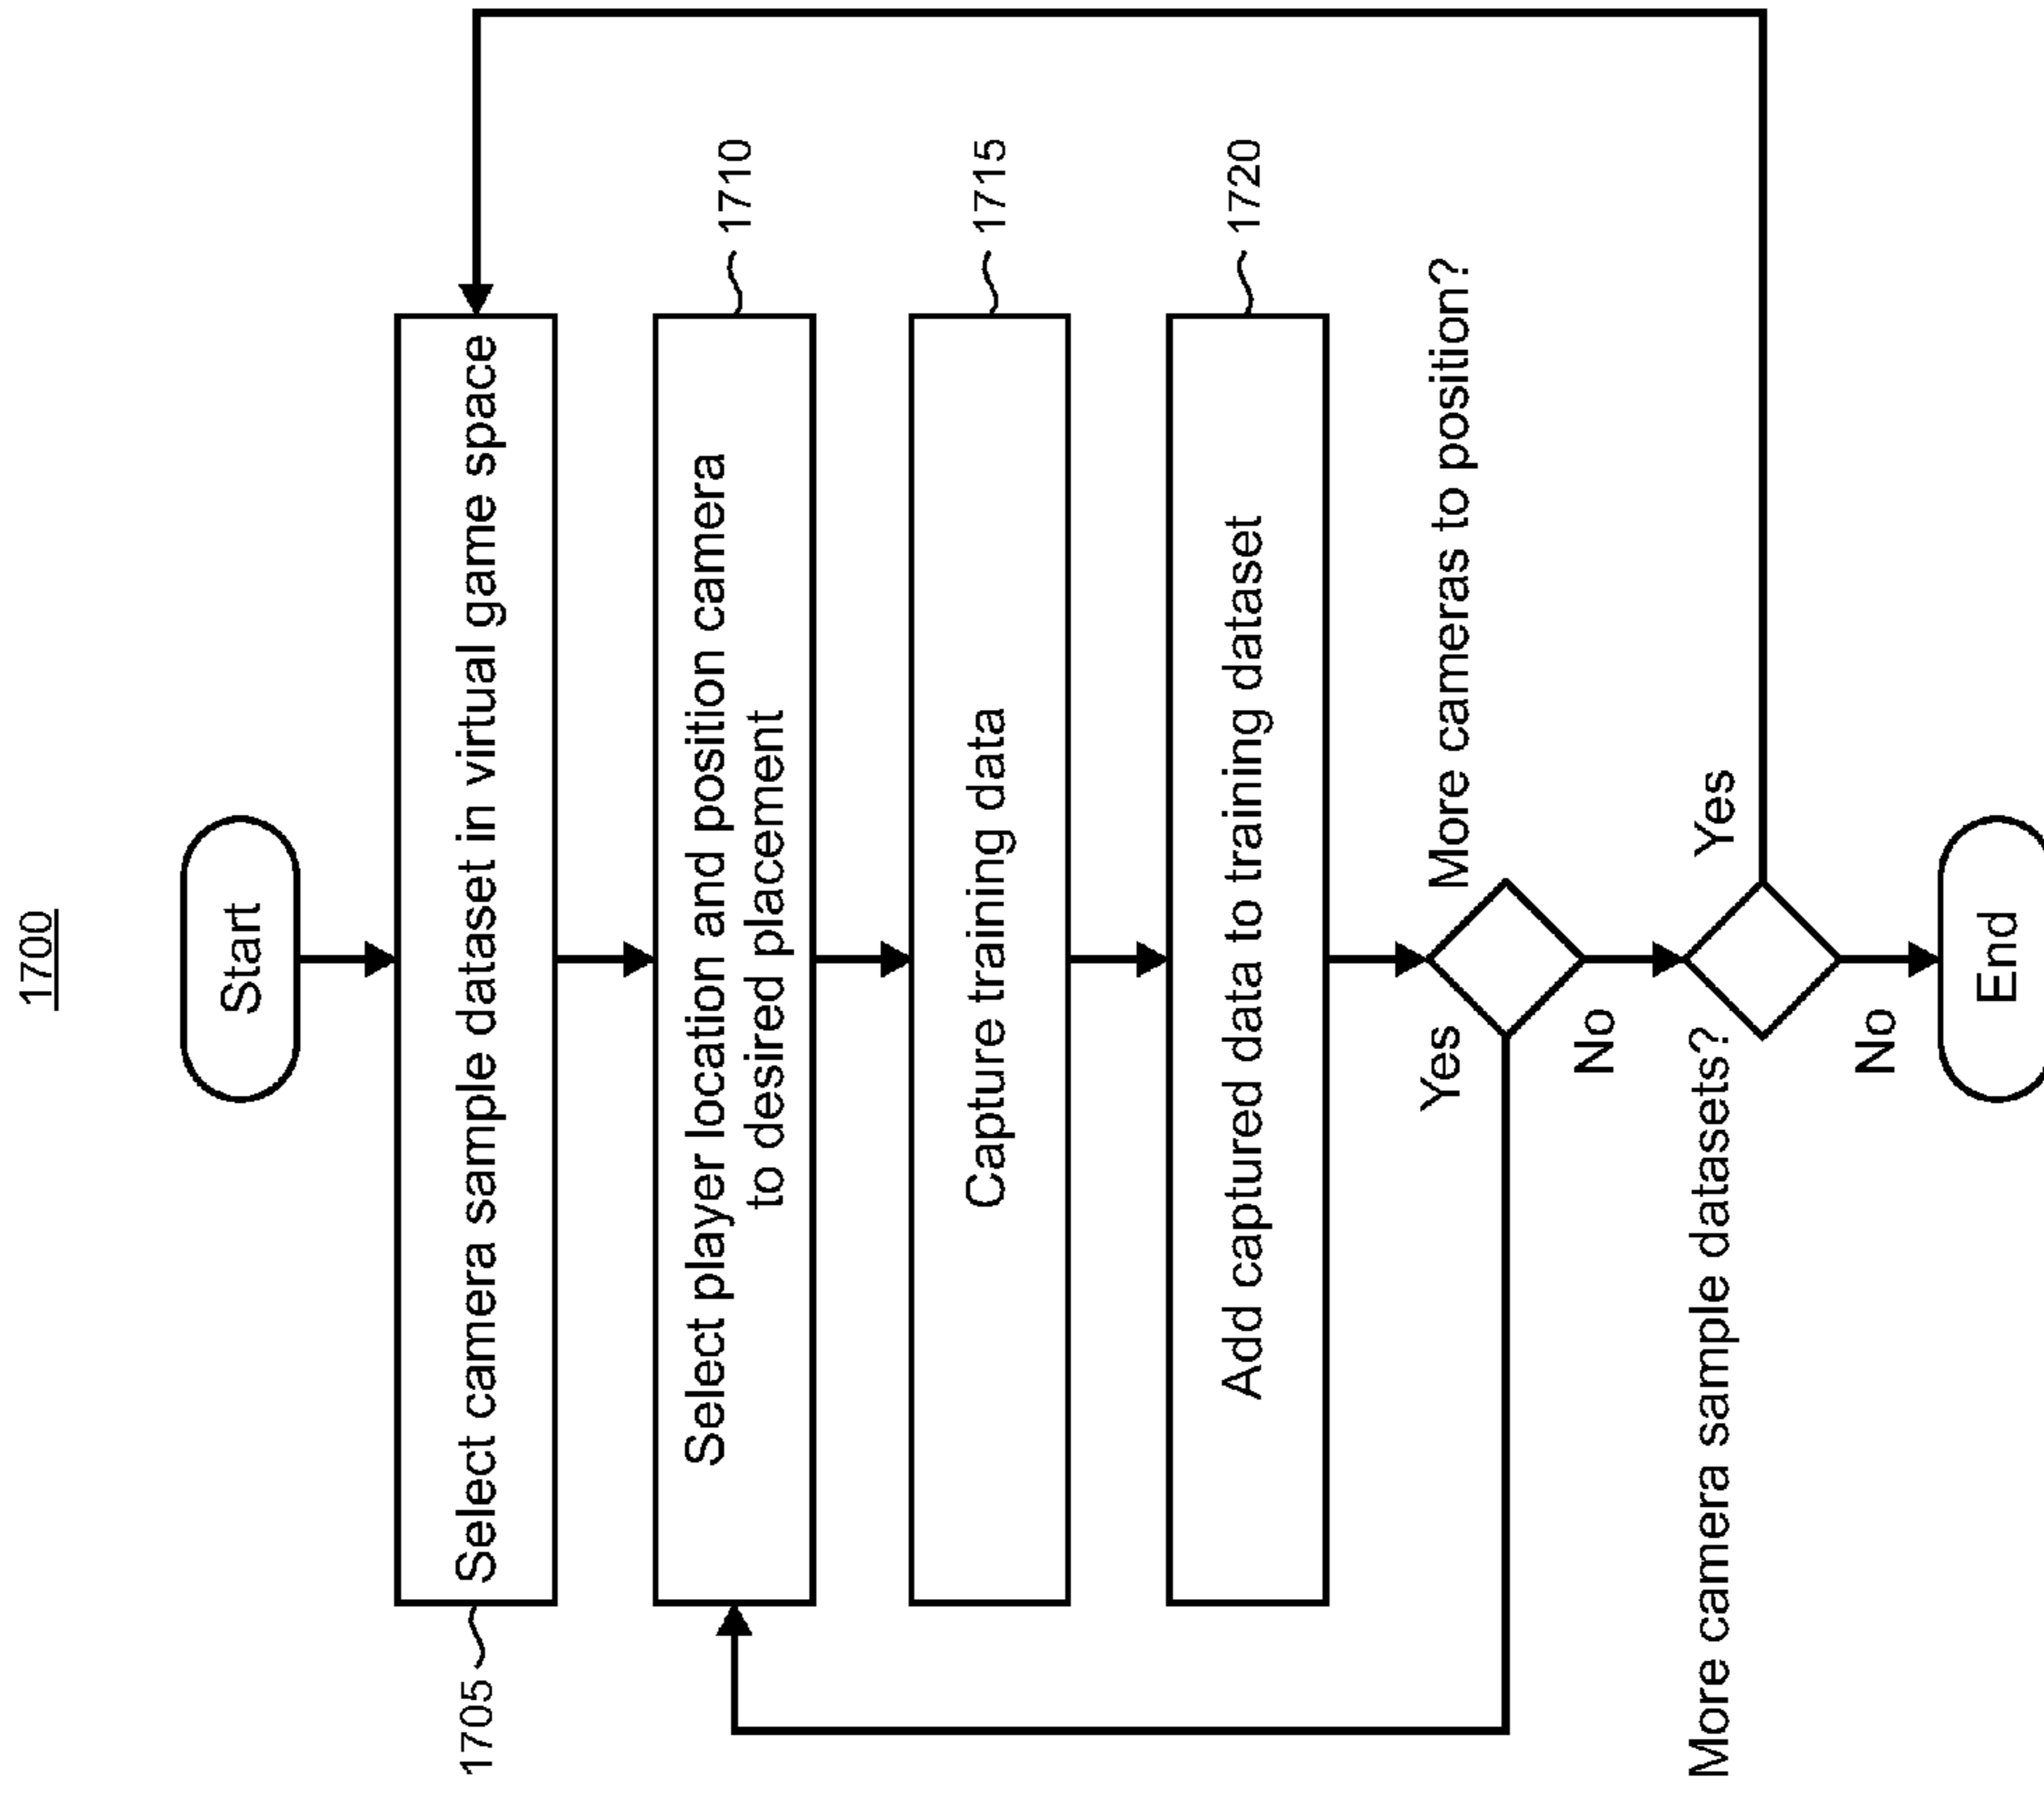 1700
Start
1705
Select camera sample dataset in virtual game space
Select player location and position camera
to desired placement
1710
Capture training data
1715
Add captured data to training dataset
1720
Yes
More cameras to position?
No
More camera sample datasets?
Yes
No
End